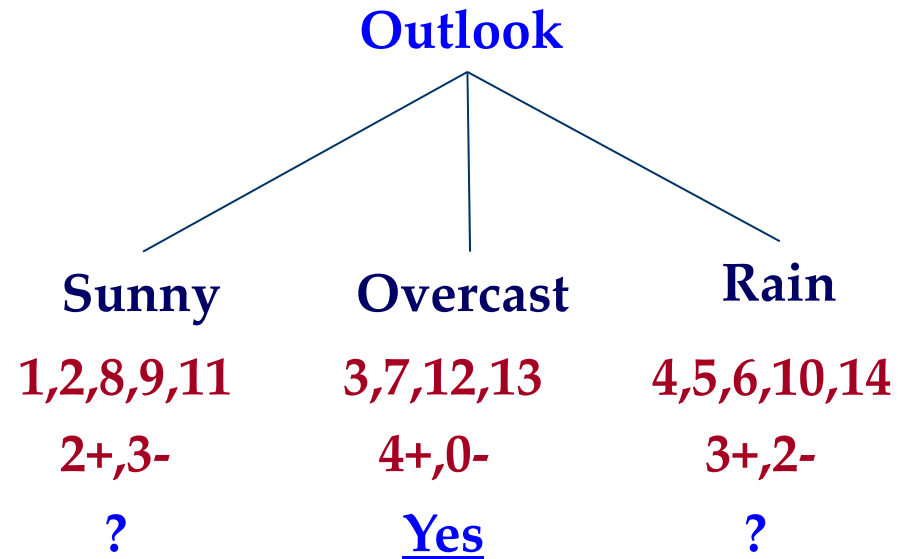 Outlook
Sunny Overcast Rain
1,2,8,9,11 3,7,12,13 4,5,6,10,14
2+,3- 4+,0- 3+,2-
? Yes ?